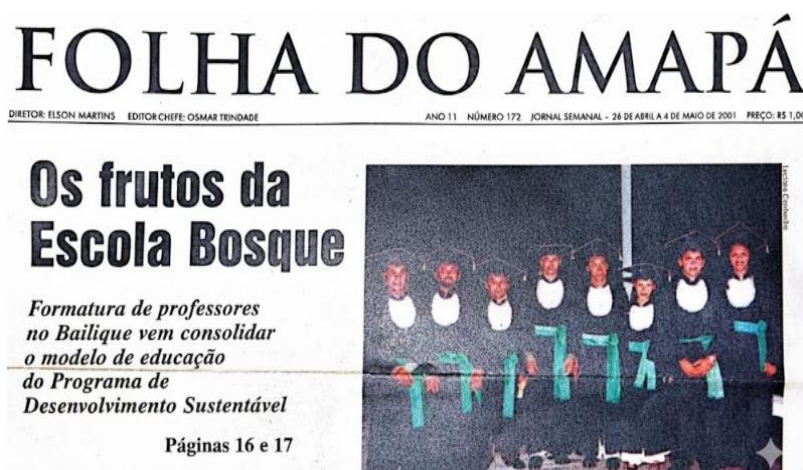 FOLHA DO AMAPÁ
DIRETOR: ELSON MARTINS EDITOR CHEFE: OSMAR TRINDADE ANO 11 NÚMERO 172 JORNAL SEMANAL - 26 DE ABRIL A 4 DE MAIO DE 2001 PREÇO: R$ 1,00
Os frutos da
Escola Bosque
Formatura de professores
no Bailique vem consolidar
o modelo de educação
do Programa de
Desenvolvimento Sustentável
Páginas 16 e 17